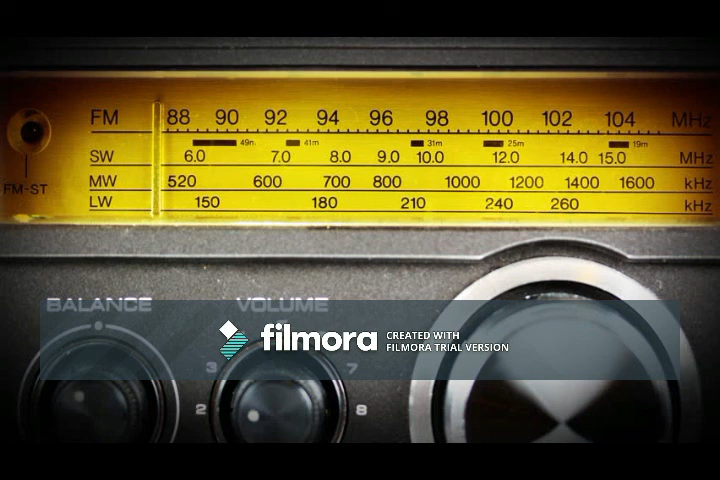 FM 88 90 92 94 96 98 100 102 104 MHz
49m 41m 31m 25m 19m
SW 6.0 7.0 8.0 9.0 10.0 12.0 14.0 15.0 MHz
FM-ST
MW 520 600 700 800 1000 1200 1400 1600 kHz
LW 150 180 210 240 260 kHz
BALANCE VOLUME
filmora CREATED WITH
FILMORA TRIAL VERSION
3 7
2 8